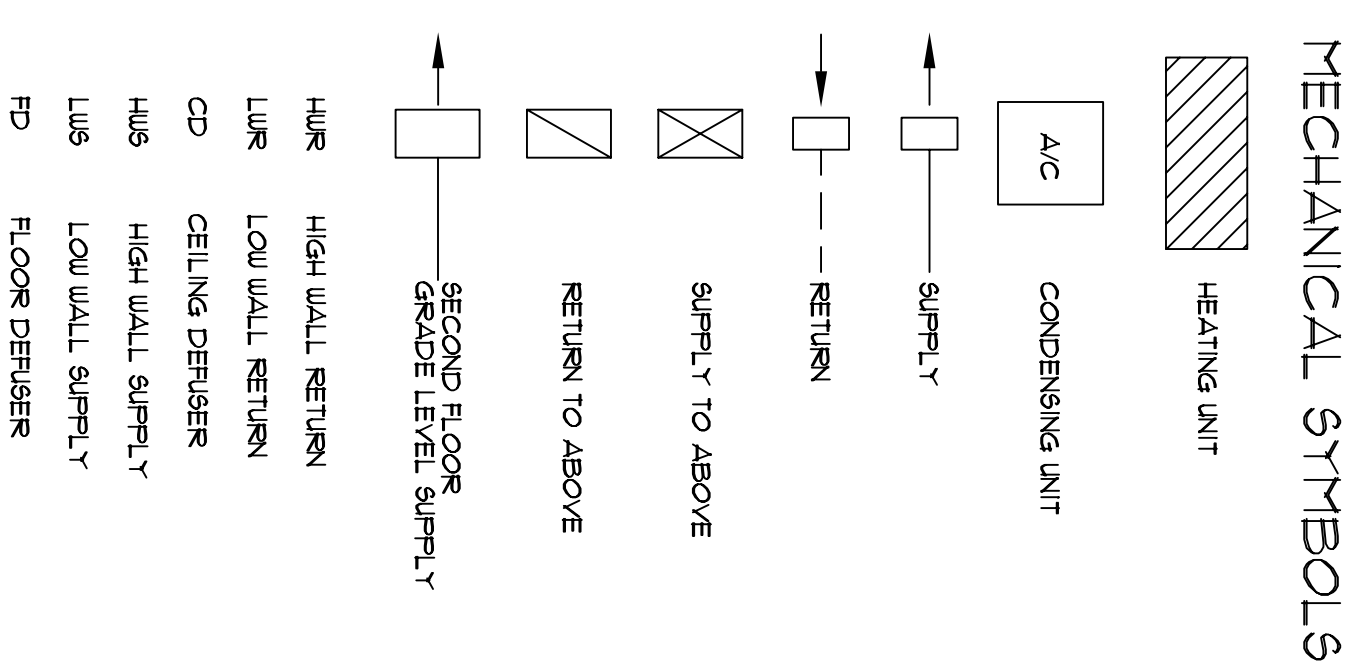 MECHANICAL SYMBOLS
HEATING UNIT
A/C
CONDENSING UNIT
SUPPLY
RETURN
SUPPLY TO ABOVE
RETURN TO ABOVE
SECOND FLOOR
GRADE LEVEL SUPPLY
HWR HIGH WALL RETURN
LWR LOW WALL RETURN
CD CEILING DEFUSER
HWS HIGH WALL SUPPLY
LWS LOW WALL SUPPLY
FD FLOOR DEFUSER